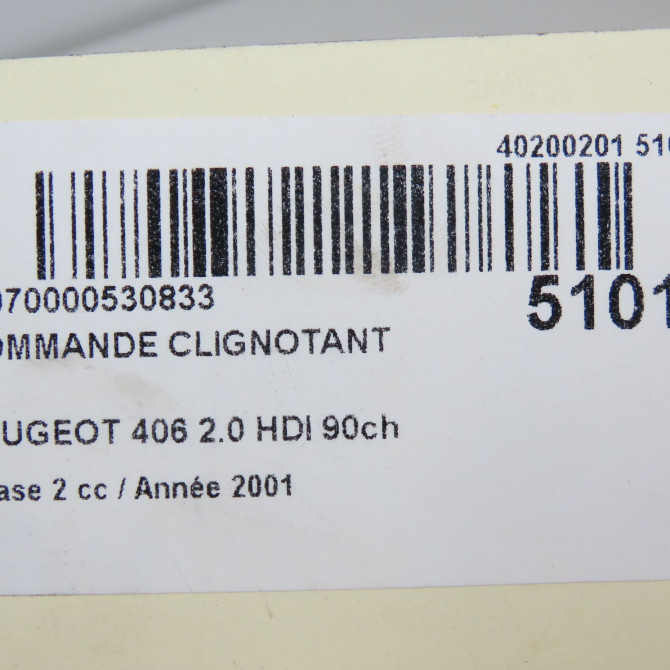 40200201 510
070000530833
5101
OMMANDE CLIGNOTANT
UGEOT 406 2.0 HDI 90ch
ase 2 cc / Année 2001